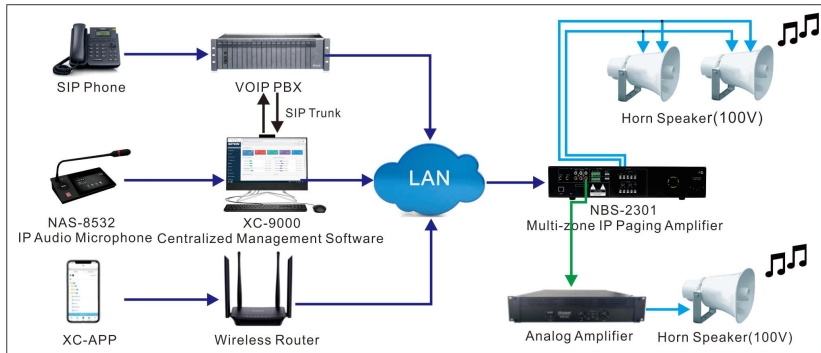 SIP Phone
VOIP PBX
SIP Trunk
Horn Speaker(100V)
LAN
NAS-8532
IP Audio Microphone
XC-9000
Centralized Management Software
NBS-2301
Multi-zone IP Paging Amplifier
XC-APP
Wireless Router
Analog Amplifier
Horn Speaker(100V)